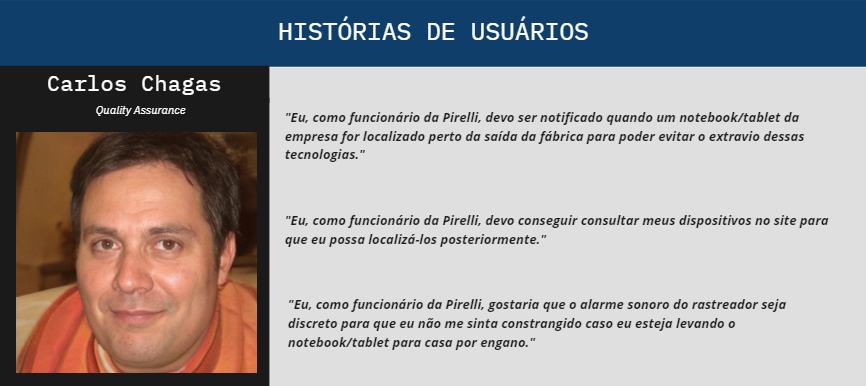 HISTÓRIAS DE USUÁRIOS
Carlos Chagas
Quality Assurance
"Eu, como funcionário da Pirelli, devo ser notificado quando um notebook/tablet da
empresa for localizado perto da saída da fábrica para poder evitar o extravio dessas
tecnologias."
"Eu, como funcionário da Pirelli, devo conseguir consultar meus dispositivos no site para
que eu possa localizá-los posteriormente."
"Eu, como funcionário da Pirelli, gostaria que o alarme sonoro do rastreador seja
discreto para que eu não me sinta constrangido caso eu esteja levando o
notebook/tablet para casa por engano."